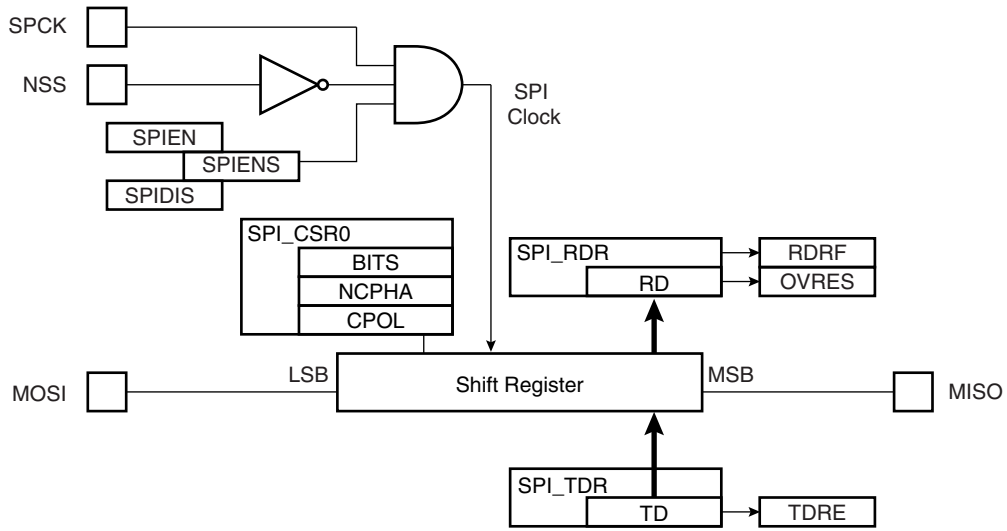 SPCK
NSS
SPI
Clock
SPIEN
SPIENS
SPIDIS
SPI_CSR0
BITS
NCPHA
CPOL
SPI_RDR
RD
RDRF
OVRES
MOSI
LSB
Shift Register
MSB
MISO
SPI_TDR
TD
TDRE